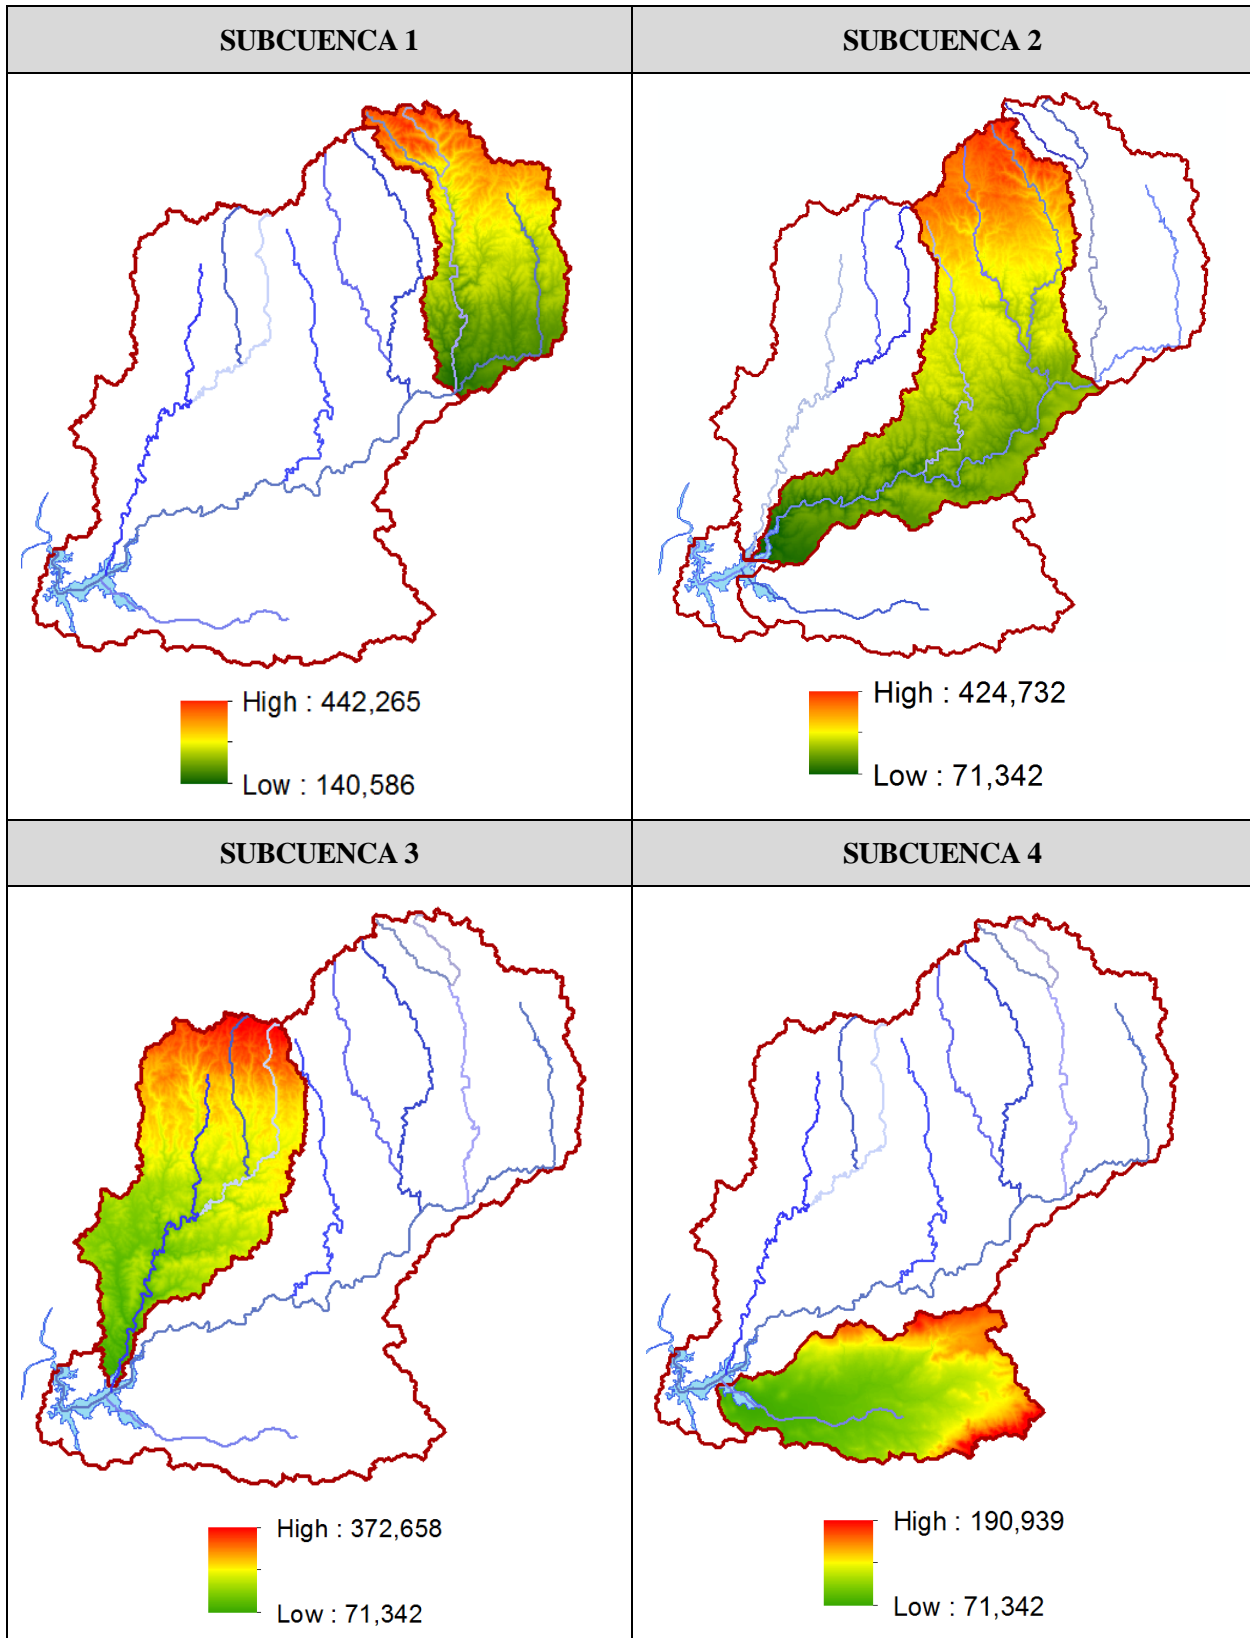 SUBCUENCA 1
SUBCUENCA 2
High : 442,265
Low : 140,586
High : 424,732
Low : 71,342
SUBCUENCA 3
SUBCUENCA 4
High : 372,658
Low : 71,342
High : 190,939
Low : 71,342